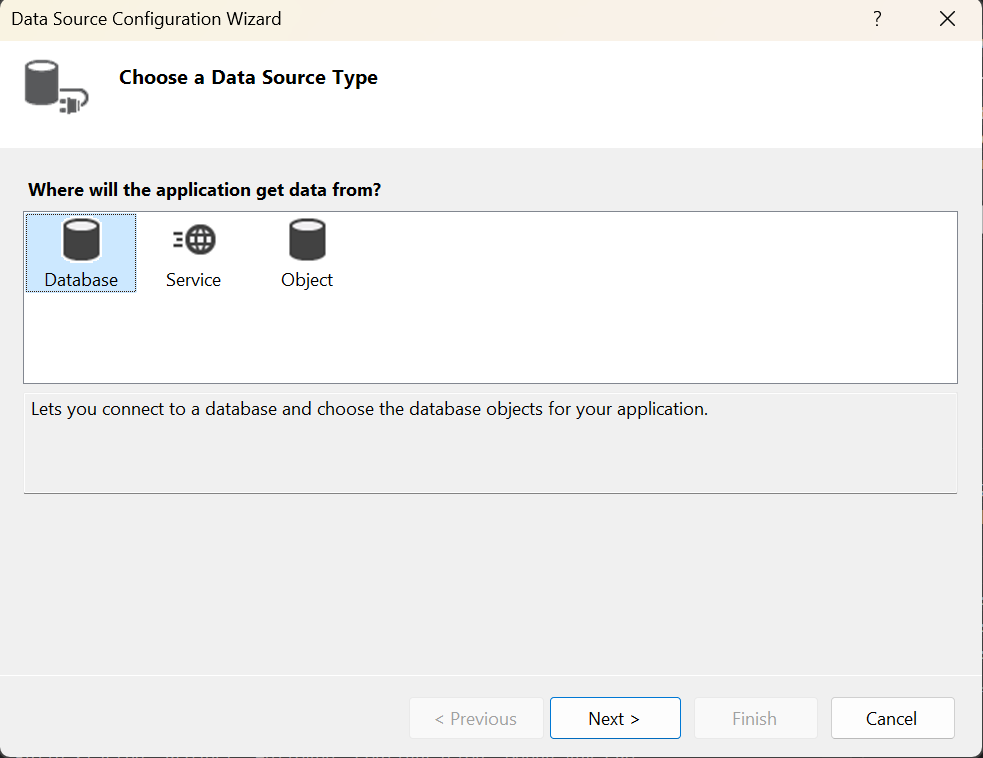 Data Source Configuration Wizard ?
Choose a Data Source Type
Where will the application get data from?
Database Service Object
Lets you connect to a database and choose the database objects for your application.
< Previous Next > Finish Cancel